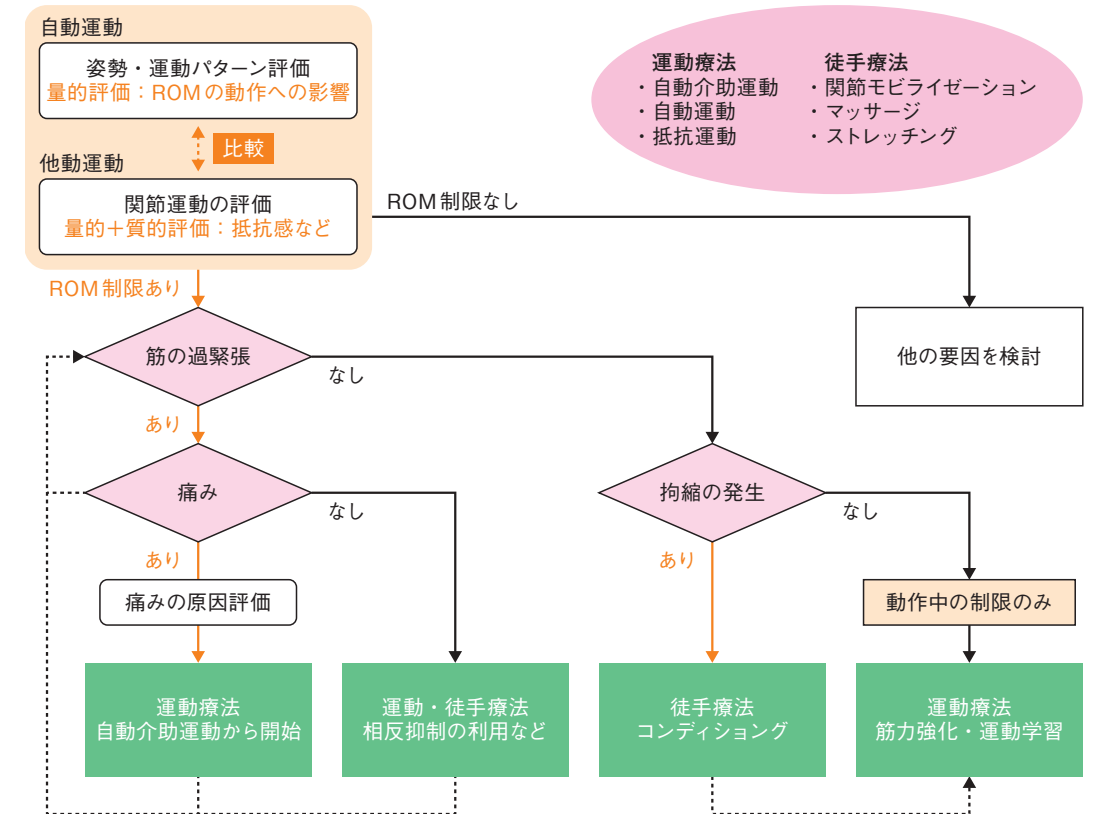 自動運動
姿勢・運動パターン評価
量的評価：ROMの動作への影響
比較
他動運動
関節運動の評価
量的＋質的評価：抵抗感など
運動療法
・自動介助運動
・自動運動
・抵抗運動
徒手療法
・関節モビライゼーション
・マッサージ
・ストレッチング
ROM制限なし
ROM制限あり
筋の過緊張
なし
他の要因を検討
あり
痛み
なし
拘縮の発生
なし
あり
痛みの原因評価
あり
動作中の制限のみ
運動療法
自動介助運動から開始
運動・徒手療法
相反抑制の利用など
徒手療法
コンディショング
運動療法
筋力強化・運動学習